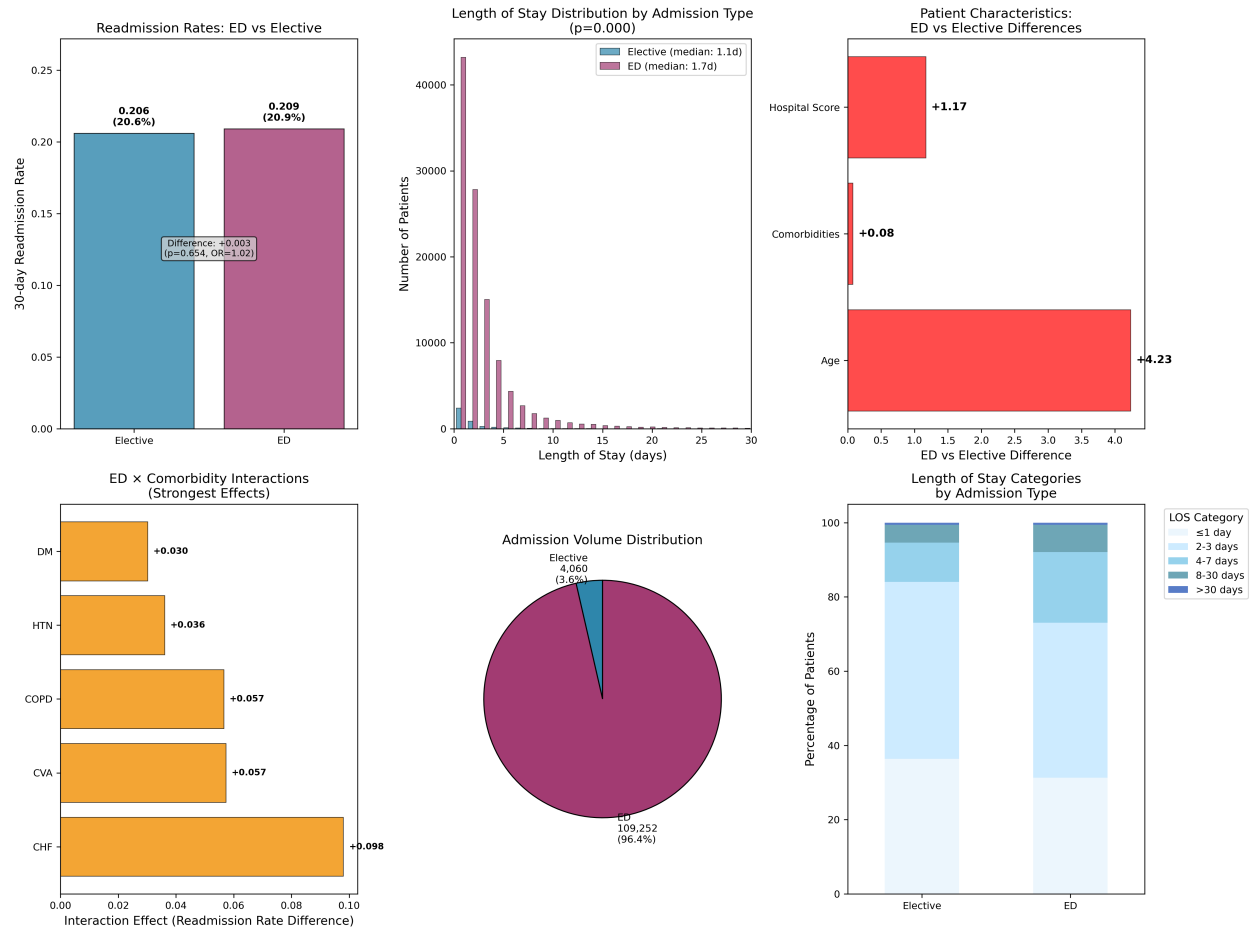 Readmission Rates: ED vs Elective
30-day Readmission Rate
0.25
0.20
0.15
0.10
0.05
0.00
0.206
(20.6%)
0.209
(20.9%)
Difference: +0.003
(p=0.654, OR=1.02)
Elective
ED
Length of Stay Distribution by Admission Type
(p=0.000)
Number of Patients
40000
30000
20000
10000
0
Elective (median: 1.1d)
ED (median: 1.7d)
0
5
10
15
20
25
30
Length of Stay (days)
Patient Characteristics:
ED vs Elective Differences
Hospital Score
+1.17
Comorbidities
+0.08
Age
+4.23
0.0
0.5
1.0
1.5
2.0
2.5
3.0
3.5
4.0
ED vs Elective Difference
ED × Comorbidity Interactions
(Strongest Effects)
DM
+0.030
HTN
+0.036
COPD
+0.057
CVA
+0.057
CHF
+0.098
0.00
0.02
0.04
0.06
0.08
0.10
Interaction Effect (Readmission Rate Difference)
Admission Volume Distribution
Elective
4,060
(3.6%)
ED
109,252
(96.4%)
Length of Stay Categories
by Admission Type
Percentage of Patients
100
80
60
40
20
0
Elective
ED
LOS Category
≤1 day
2-3 days
4-7 days
8-30 days
>30 days